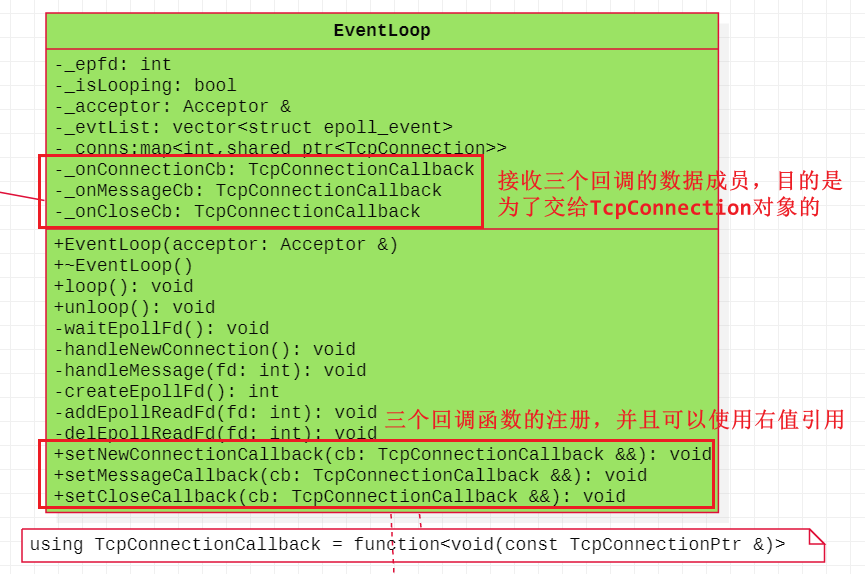 EventLoop
-_epfd: int
-_isLooping: bool
-_acceptor: Acceptor &
-_evtList: vector<struct epoll_event>
-_conns:map<int,shared_ptr<TcpConnection>>
-_onConnectionCb: TcpConnectionCallback
-_onMessageCb: TcpConnectionCallback
-_onCloseCb: TcpConnectionCallback
接收三个回调的数据成员，目的是
为了交给TcpConnection对象的
+EventLoop(acceptor: Acceptor &)
+~EventLoop()
+loop(): void
+unloop(): void
-waitEpollFd(): void
-handleNewConnection(): void
-handleMessage(fd: int): void
-createEpollFd(): int
-addEpollReadFd(fd: int): void
-delEpollReadFd(fd: int): void
三个回调函数的注册，并且可以使用右值引用
+setNewConnectionCallback(cb: TcpConnectionCallback &&): void
+setMessageCallback(cb: TcpConnectionCallback &&): void
+setCloseCallback(cb: TcpConnectionCallback &&): void
using TcpConnectionCallback = function<void(const TcpConnectionPtr &)>